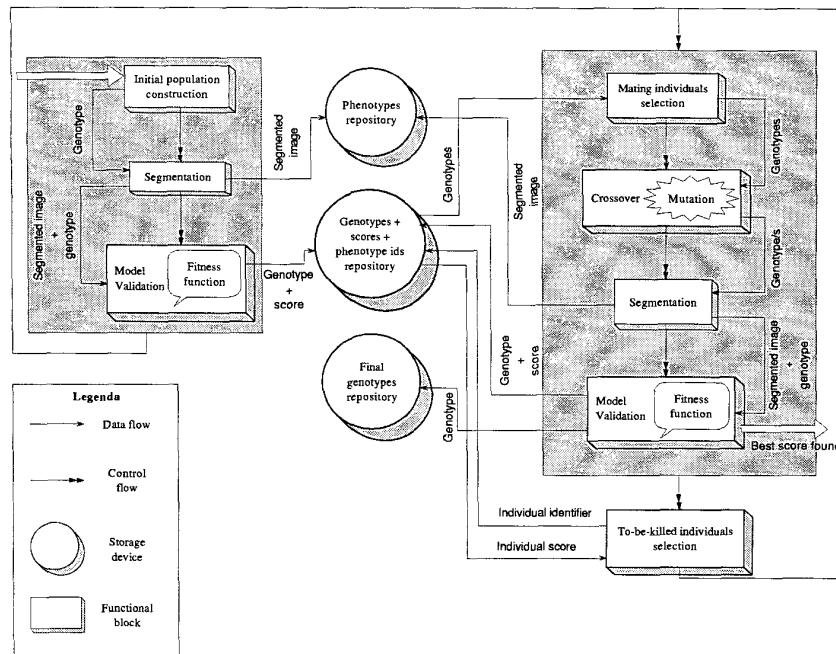 Initial population
construction
Genotype
Segmentation
Segmented image
+
genotype
Segmented
image
Model
Validation
Fitness
function
Genotype
+
score
Phenotypes
repository
Genotypes +
scores +
phenotype ids
repository
Final
genotypes
repository
Genotypes
Segmented
image
Genotype
+
score
Genotype
Mating individuals
selection
Genotypes
Crossover
Mutation
Genotype/s
Segmentation
Segmented image
+
genotype
Model
Validation
Fitness
function
Best score found
Individual identifier
Individual score
To-be-killed individuals
selection
Legenda
Data flow
Control
flow
Storage
device
Functional
block